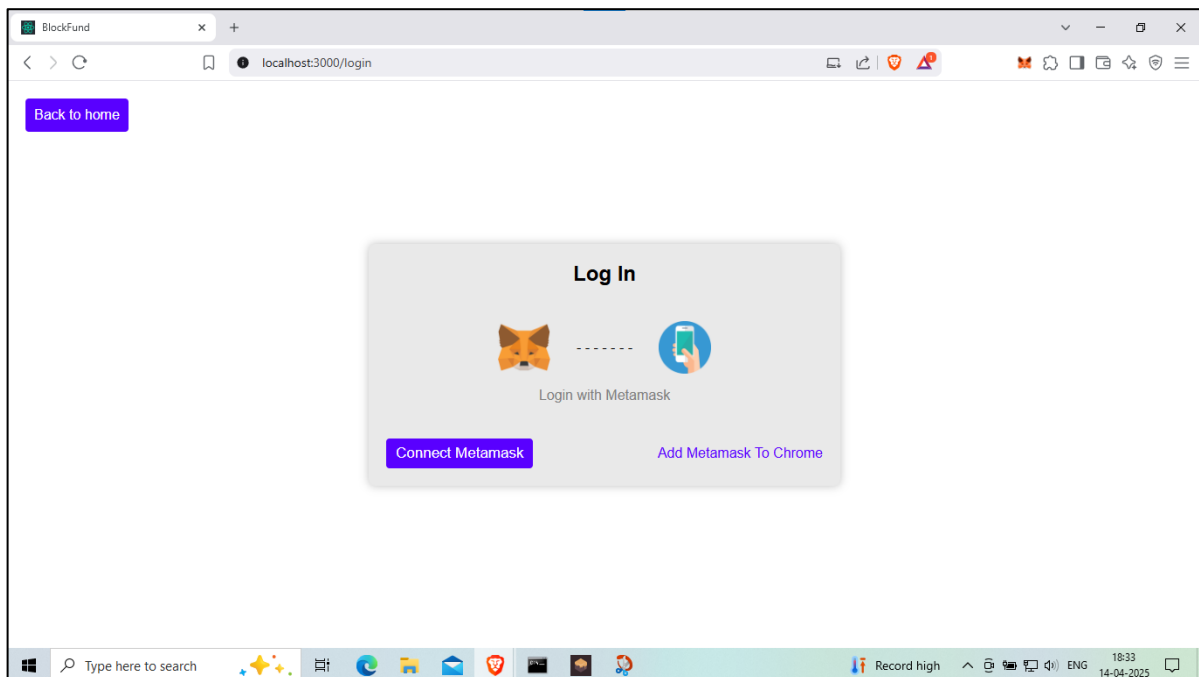 BlockFund
localhost:3000/login
1
Back to home
Log In
-------
Login with Metamask
Connect Metamask
Add Metamask To Chrome
Type here to search
Record high
ENG
18:33
14-04-2025